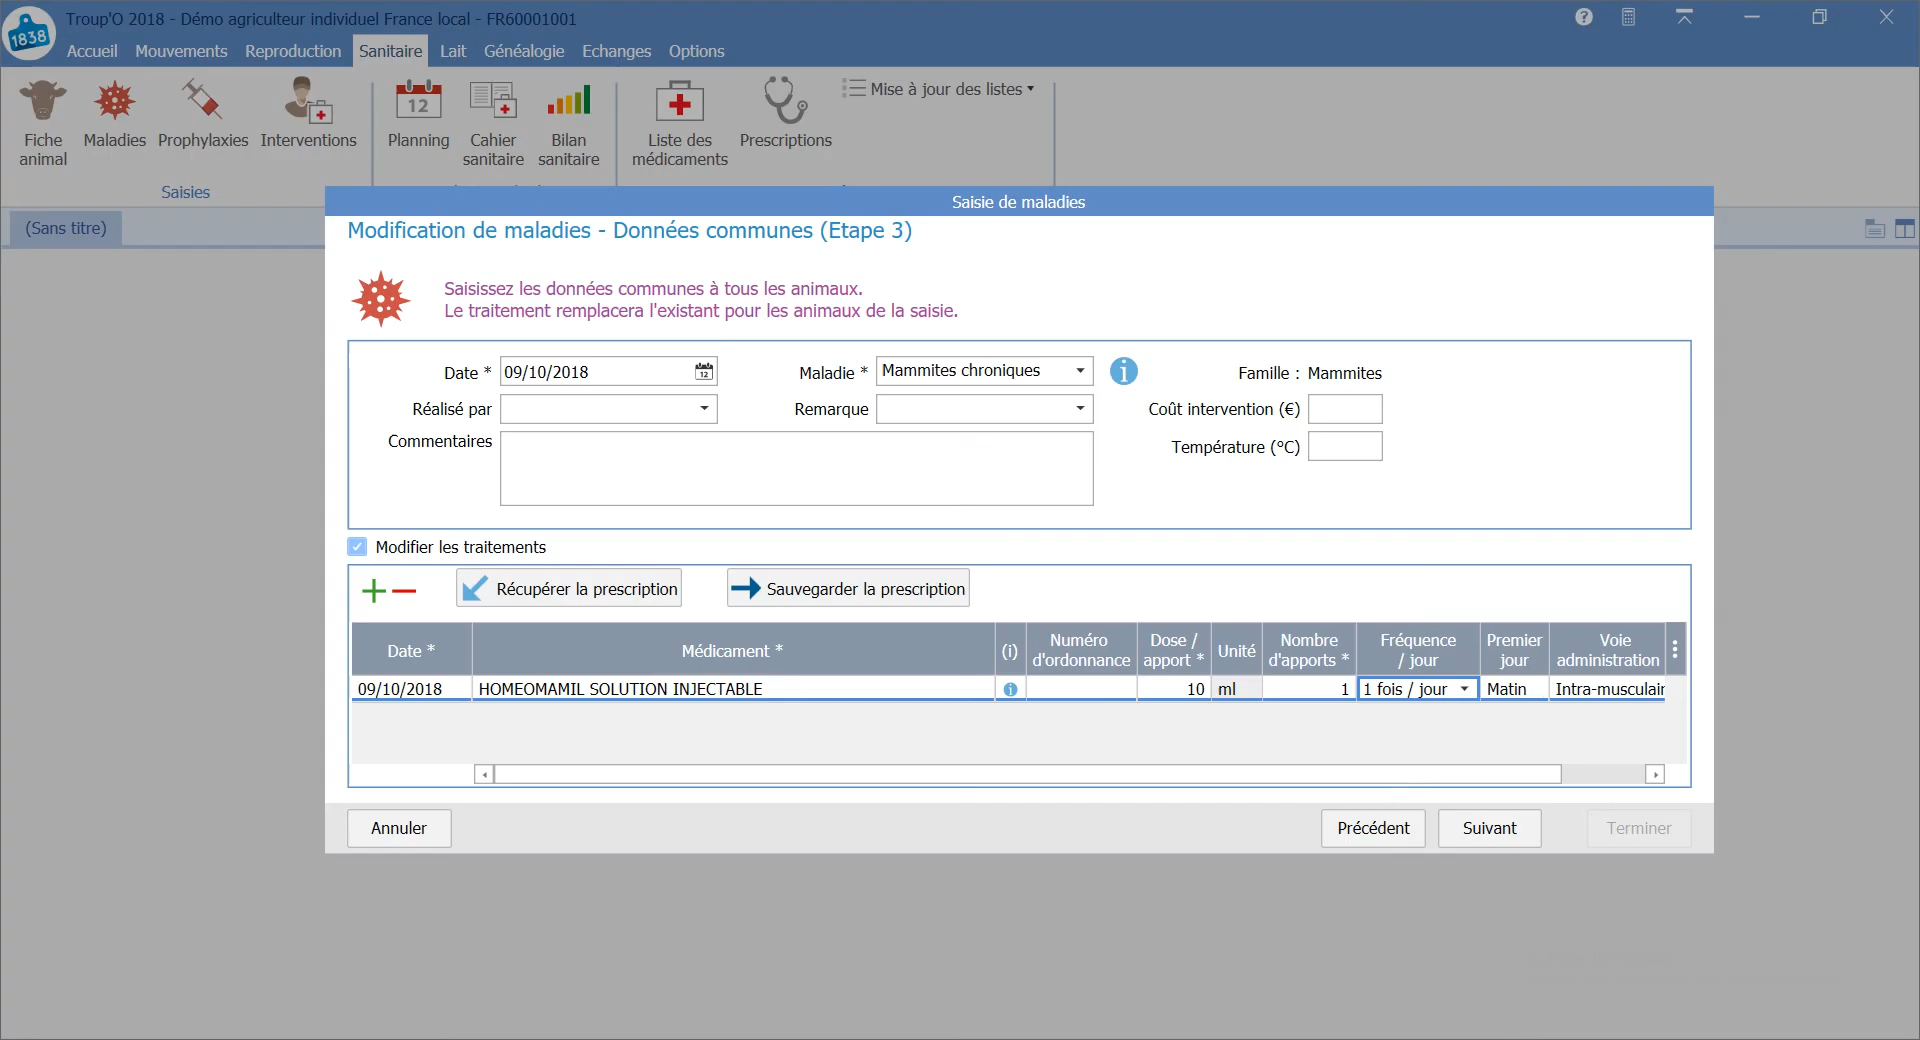 1838
Troup'O 2018 - Démo agriculteur individuel France local - FR60001001
Accueil
Mouvements
Reproduction
Sanitaire
Lait
Généalogie
Echanges
Options
Fiche
animal
Maladies
Prophylaxies
Interventions
Saisies
12
Planning
Cahier
sanitaire
Bilan
sanitaire
Liste des
médicaments
Prescriptions
Mise à jour des listes
(Sans titre)
Saisie de maladies
Modification de maladies - Données communes (Etape 3)
Saisissez les données communes à tous les animaux.
Le traitement remplacera l'existant pour les animaux de la saisie.
Date * 09/10/2018
12
Maladie * Mammites chroniques
i
Famille : Mammites
Réalisé par
Remarque
Coût intervention (€)
Commentaires
Température (°C)
Modifier les traitements
Récupérer la prescription
Sauvegarder la prescription
Date *
Médicament *
(i)
Numéro
d'ordonnance
Dose /
apport *
Unité
Nombre
d'apports *
Fréquence
/ jour
Premier
jour
Voie
administration
09/10/2018
HOMEOMAMIL SOLUTION INJECTABLE
i
10
ml
1
1 fois / jour
Matin
Intra-musculair
Annuler
Précédent
Suivant
Terminer